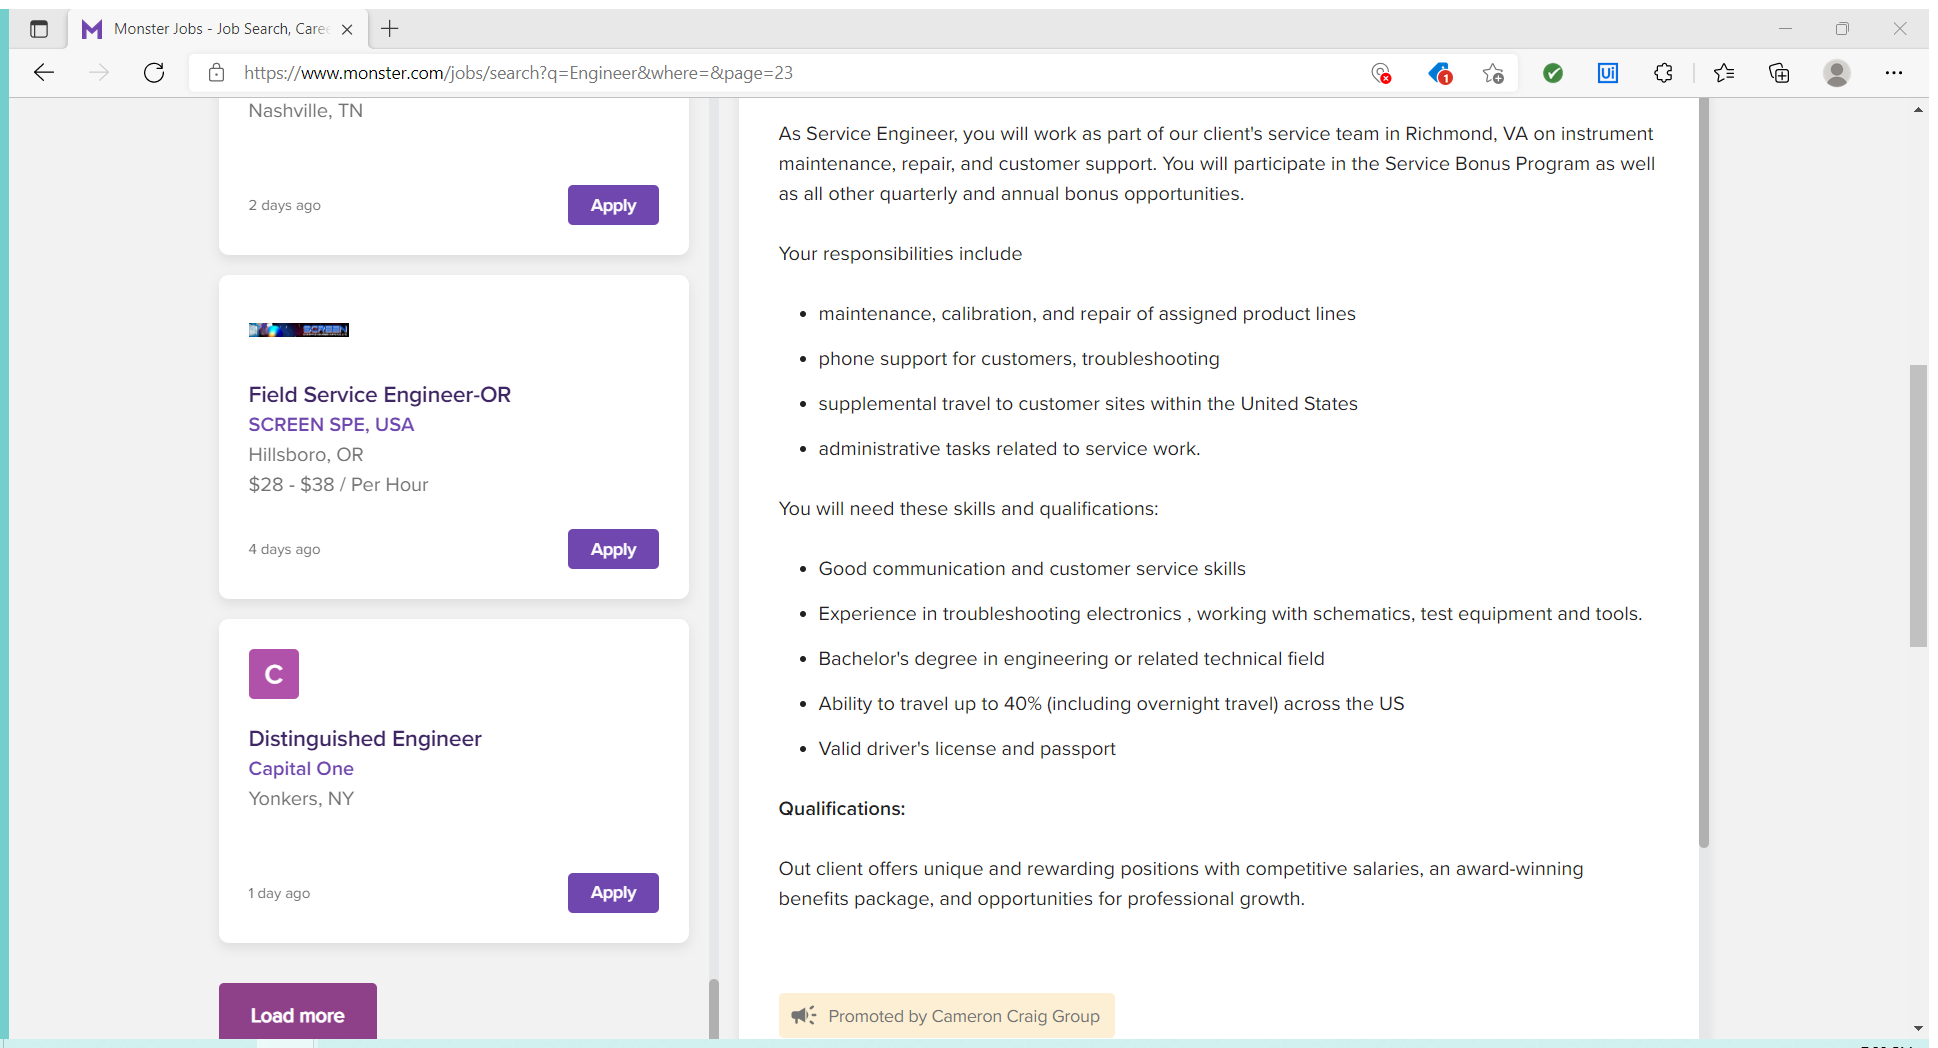 Monster Jobs - Job Search, Care
https://www.monster.com/jobs/search?q=Engineer&where=&page=23
1
Ui
Nashville, TN
2 days ago
Apply
SCREEN
Field Service Engineer-OR
SCREEN SPE, USA
Hillsboro, OR
$28 - $38 / Per Hour
4 days ago
Apply
C
Distinguished Engineer
Capital One
Yonkers, NY
1 day ago
Apply
Load more
As Service Engineer, you will work as part of our client's service team in Richmond, VA on instrument
maintenance, repair, and customer support. You will participate in the Service Bonus Program as well
as all other quarterly and annual bonus opportunities.
Your responsibilities include
• maintenance, calibration, and repair of assigned product lines
• phone support for customers, troubleshooting
• supplemental travel to customer sites within the United States
• administrative tasks related to service work.
You will need these skills and qualifications:
• Good communication and customer service skills
• Experience in troubleshooting electronics , working with schematics, test equipment and tools.
• Bachelor's degree in engineering or related technical field
• Ability to travel up to 40% (including overnight travel) across the US
• Valid driver's license and passport
Qualifications:
Out client offers unique and rewarding positions with competitive salaries, an award-winning
benefits package, and opportunities for professional growth.
Promoted by Cameron Craig Group